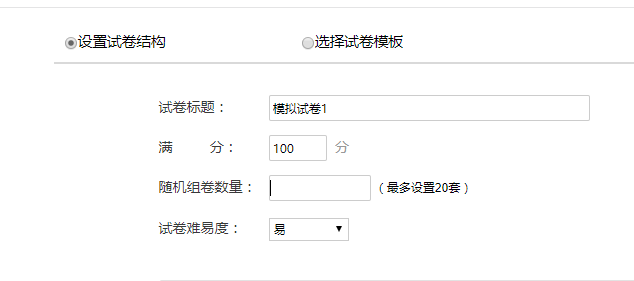 设置试卷结构 选择试卷模板
试卷标题： 模拟试卷1
满 分： 100 分
随机组卷数量： （最多设置20套）
试卷难易度： 易